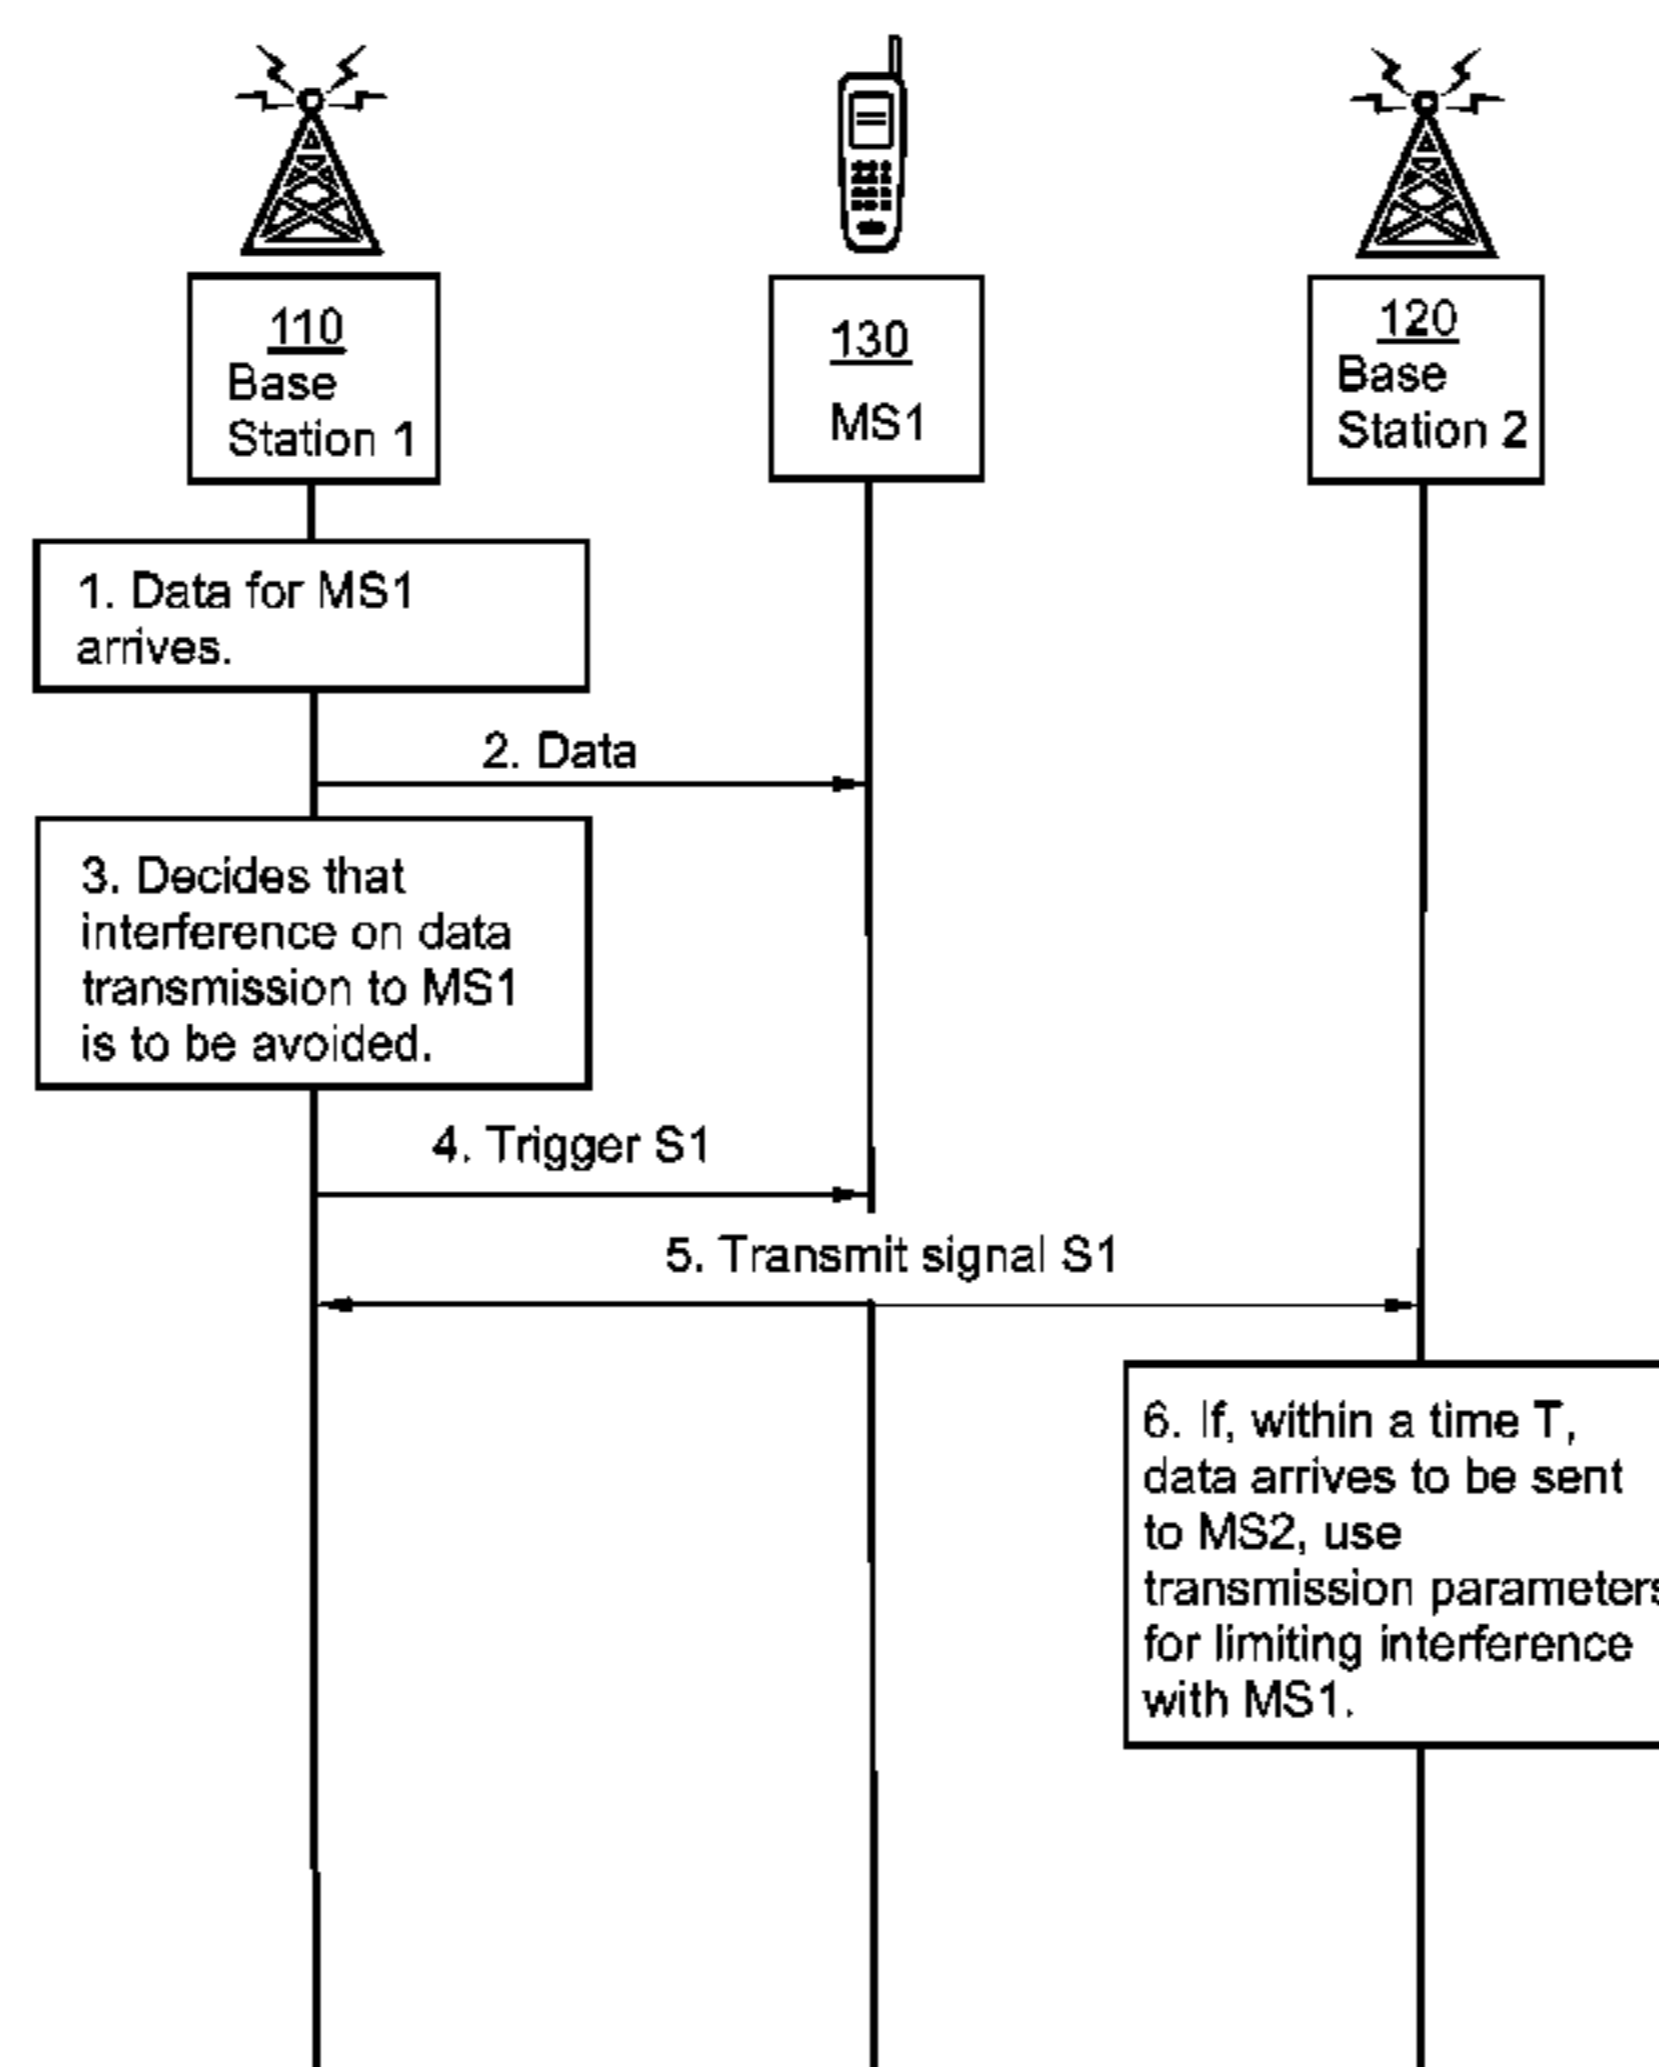 110
Base
Station 1
130
MS1
120
Base
Station 2
1. Data for MS1
arrives.
2. Data
3. Decides that
interference on data
transmission to MS1
is to be avoided.
4. Trigger S1
5. Transmit signal S1
6. If, within a time T,
data arrives to be sent
to MS2, use
transmission parameters
for limiting interference
with MS1.